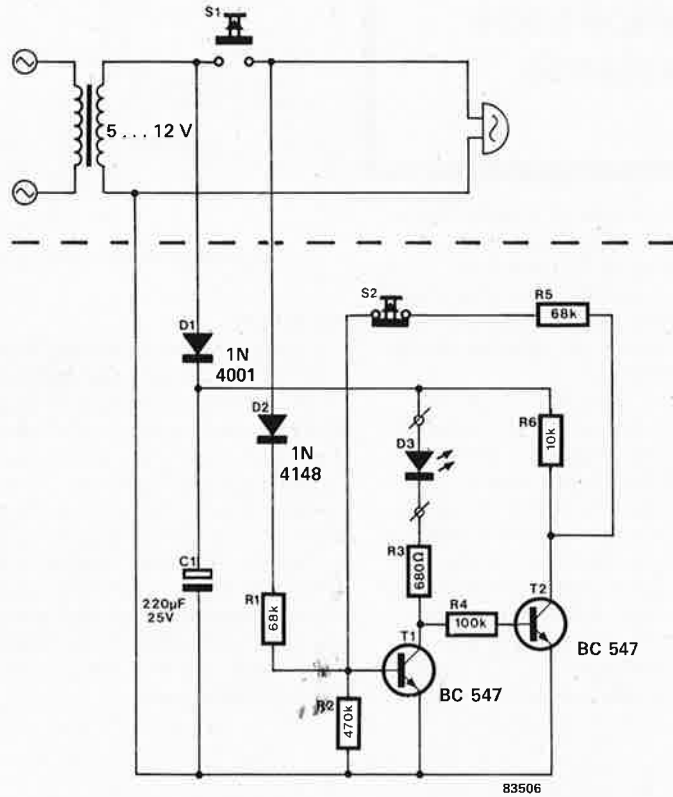 S1
5 ... 12 V
S2
R5
68k
D1
1N
4001
D2
1N
4148
D3
R6
10k
C1
220µF
25V
R1
68k
R3
680Ω
T1
R4
100k
T2
BC 547
BC 547
R2
470k
83506